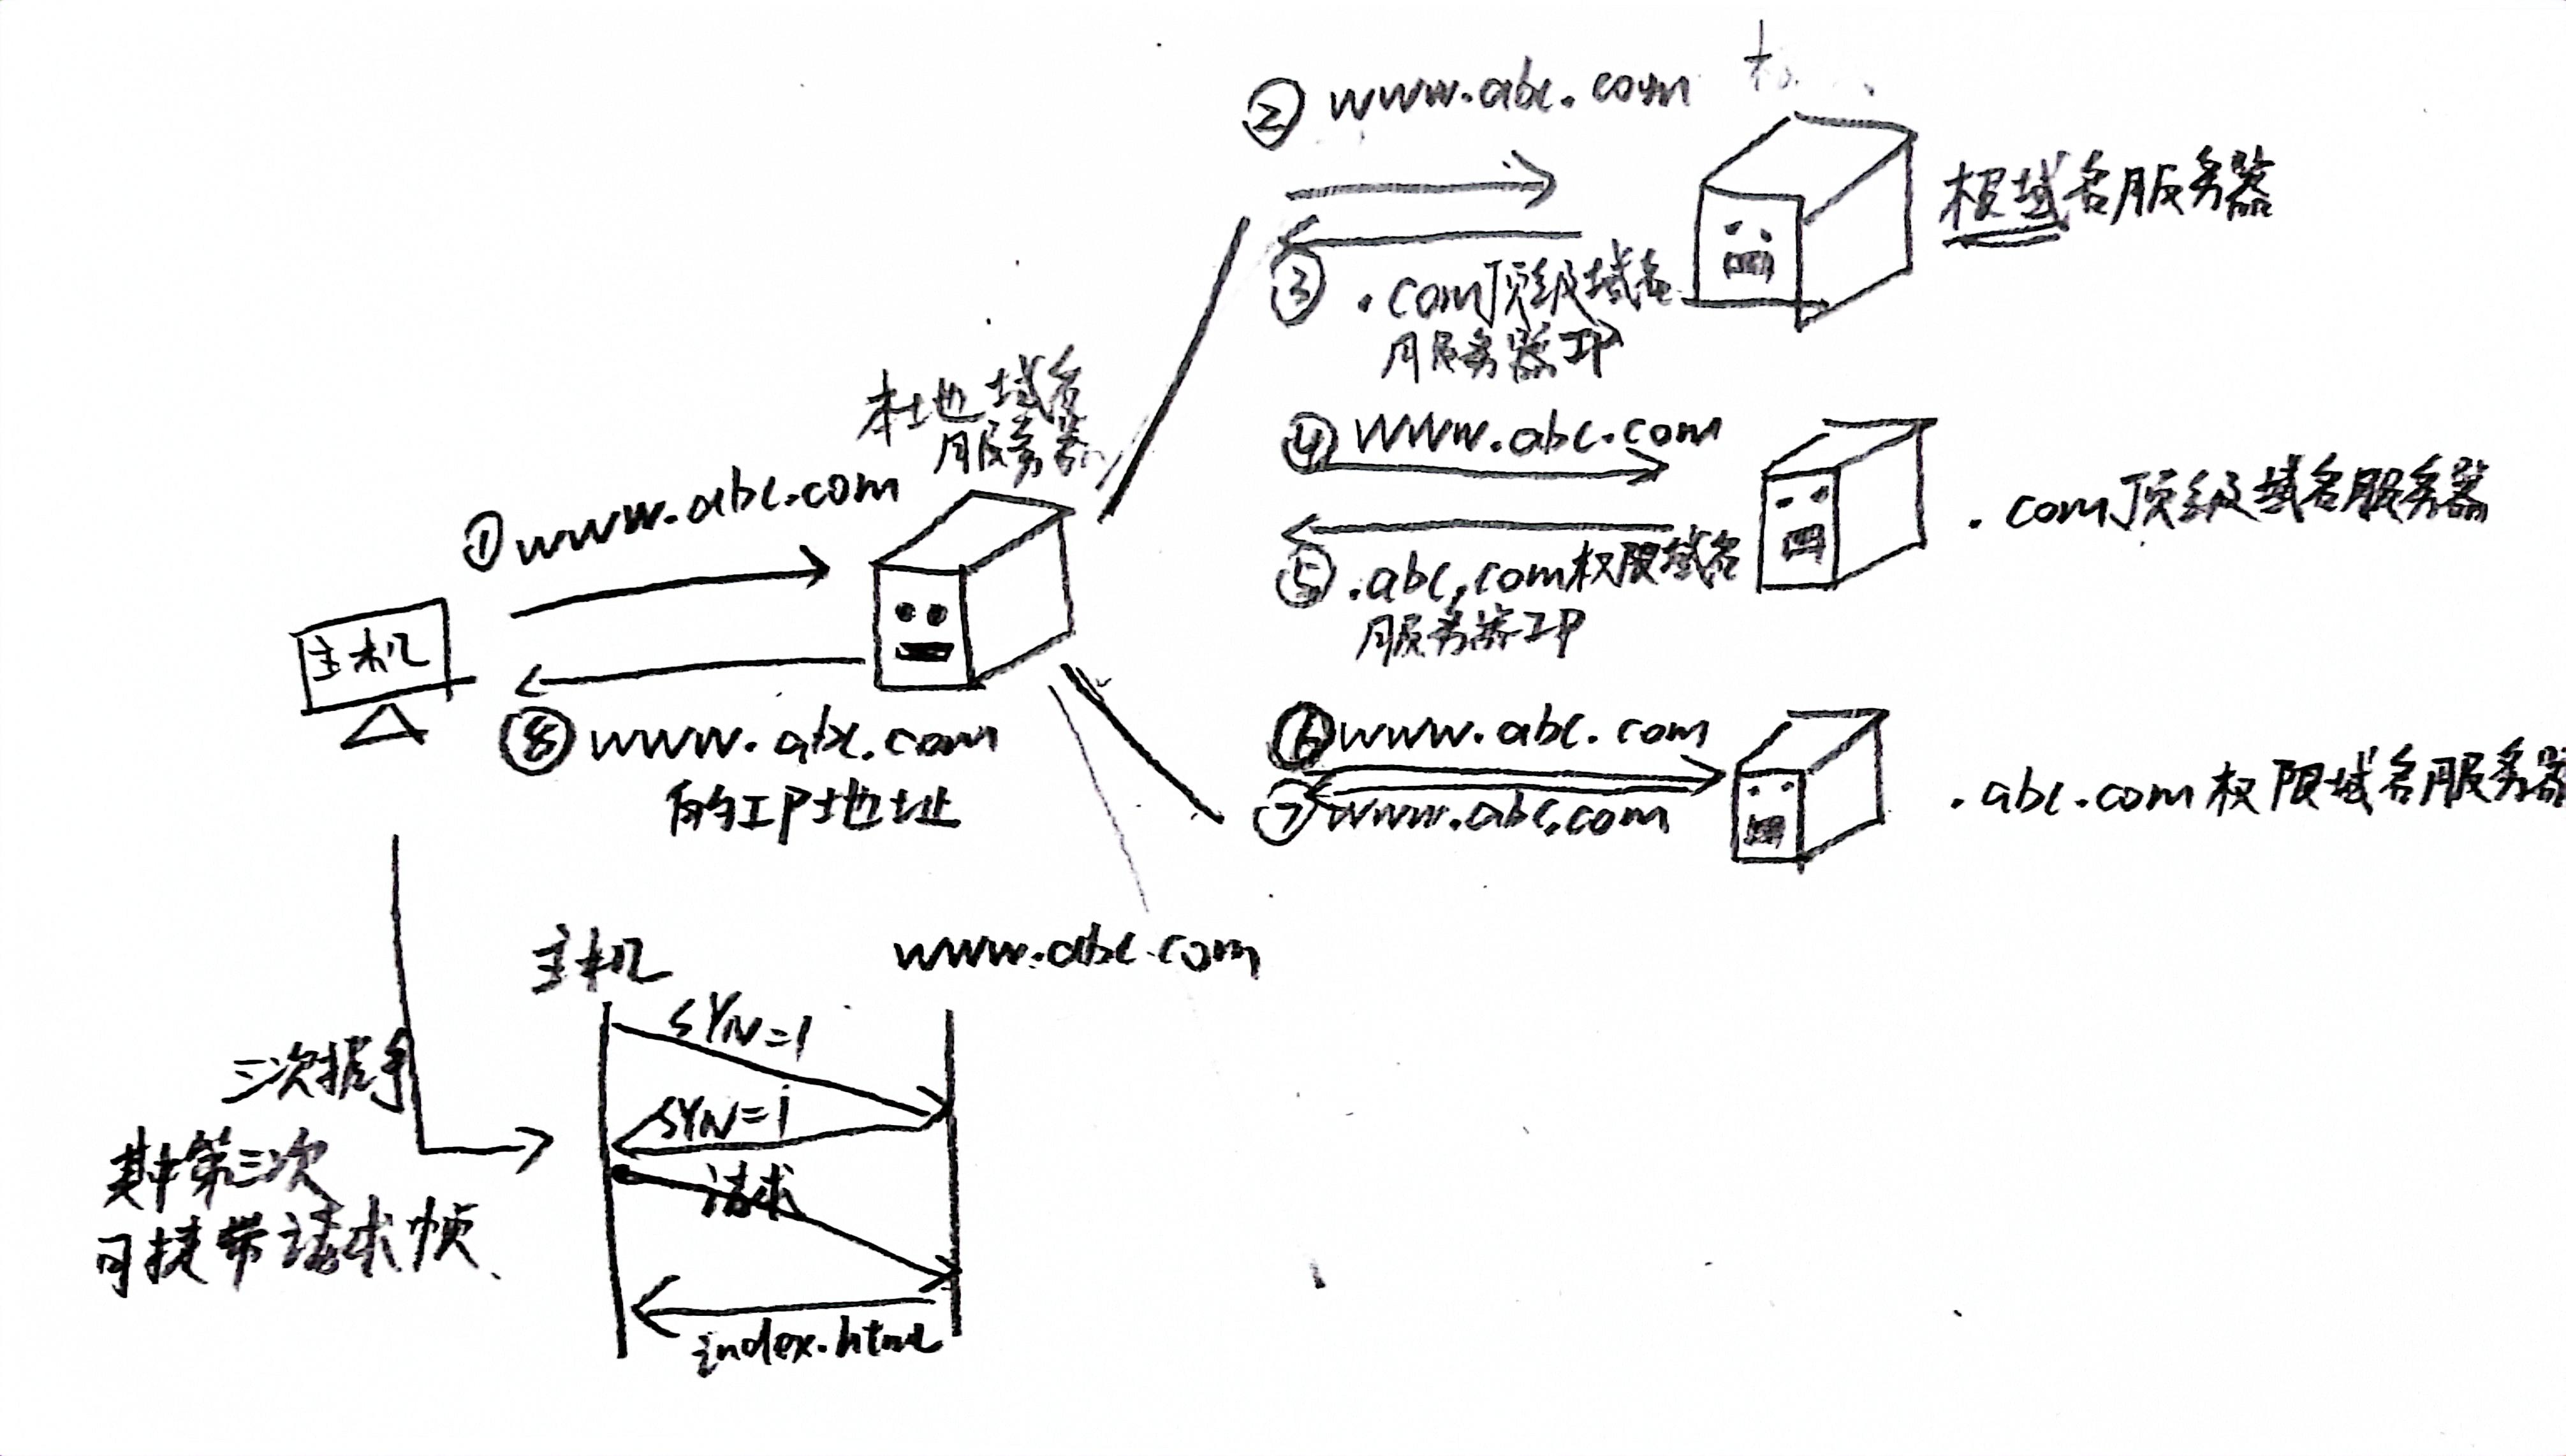 ② www.abc.com
根域名服务器
③ .com顶级域名
服务器IP
本地域名
服务器
④ www.abc.com
.com顶级域名服务器
① www.abc.com
⑤ .abc.com权限域名
服务器IP
主机
⑧ www.abc.com
的IP地址
⑥ www.abc.com
⑦ www.abc.com
.abc.com权限域名服务器
主机
www.abc.com
SYN=1
三次握手
SYN=1
其中第三次
请求
可携带请求帧
index.html